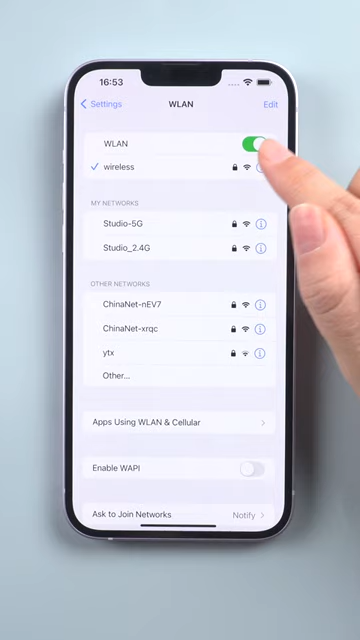 16:53
Settings WLAN Edit
WLAN
wireless
MY NETWORKS
Studio-5G
Studio_2.4G
OTHER NETWORKS
ChinaNet-nEV7
ChinaNet-xrqc
ytx
Other...
Apps Using WLAN & Cellular
Enable WAPI
Ask to Join Networks Notify